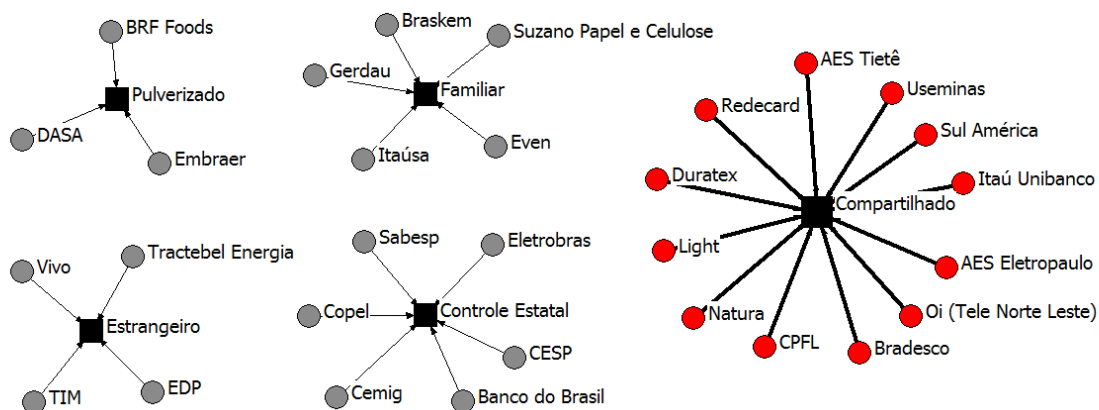 BRF Foods
Pulverizado
DASA
Embraer
Braskem
Suzano Papel e Celulose
Gerdau
Familiar
Itaúsa
Even
AES Tietê
Useminas
Redecard
Sul América
Duratex
Itaú Unibanco
Compartilhado
Light
AES Eletropaulo
Natura
Oi (Tele Norte Leste)
CPFL
Bradesco
Vivo
Tractebel Energia
Estrangeiro
TIM
EDP
Sabesp
Eletrobras
Copel
Controle Estatal
CESP
Cemig
Banco do Brasil